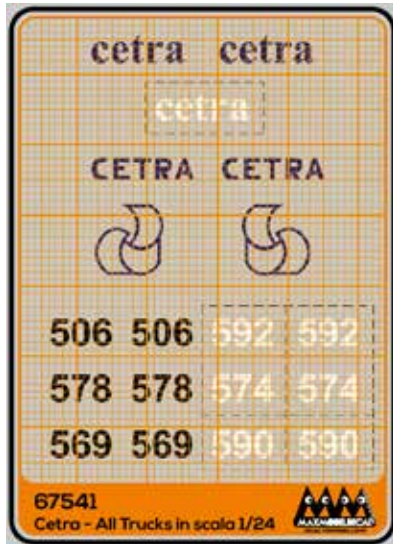 cetra cetra
cetra
CETRA CETRA
506 506 592 592
578 578 574 574
569 569 590 590
67541
Cetra - All Trucks in scala 1/24
MAXMODELDECAL